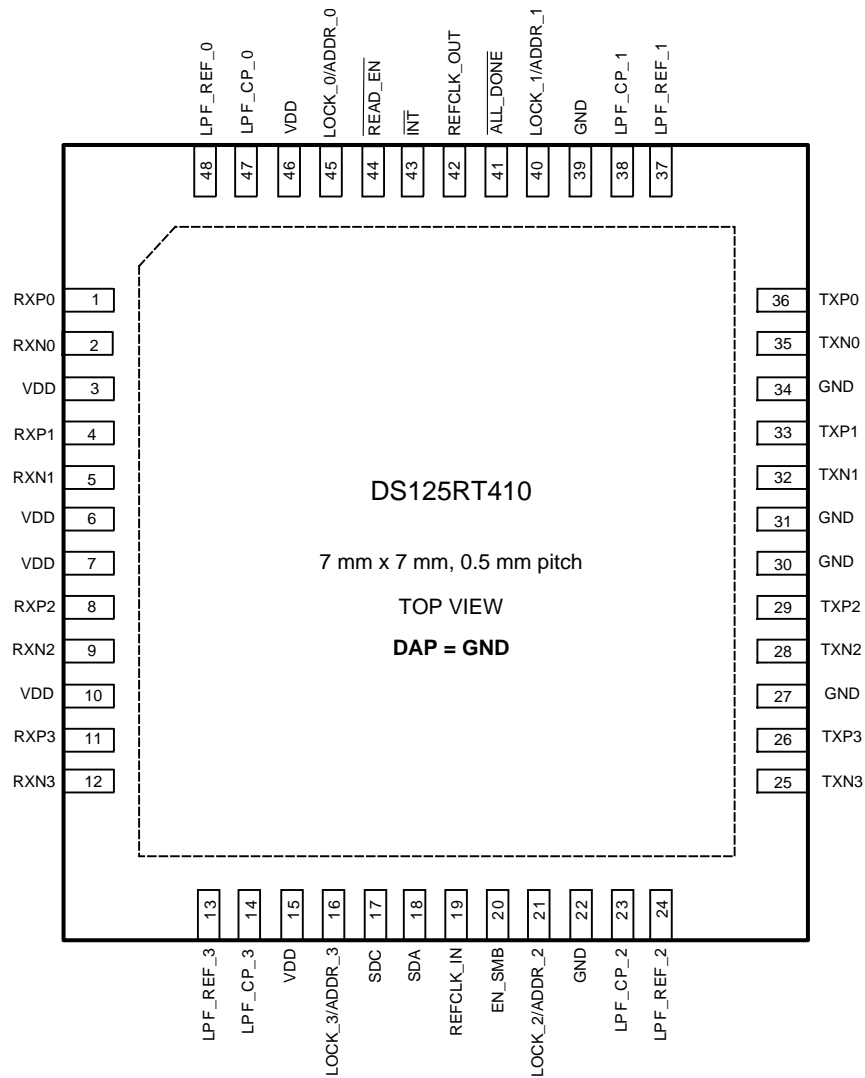 LPF_REF_0
LPF_CP_0
VDD
LOCK_0/ADDR_0
READ_EN
INT
REFCLK_OUT
ALL_DONE
LOCK_1/ADDR_1
GND
LPF_CP_1
LPF_REF_1
48 47 46 45 44 43 42 41 40 39 38 37
RXP0 1 36 TXP0
RXN0 2 35 TXN0
VDD 3 34 GND
RXP1 4 33 TXP1
RXN1 5 32 TXN1
DS125RT410
VDD 6 31 GND
VDD 7 30 GND
7 mm x 7 mm, 0.5 mm pitch
RXP2 8 29 TXP2
TOP VIEW
RXN2 9 28 TXN2
DAP = GND
VDD 10 27 GND
RXP3 11 26 TXP3
RXN3 12 25 TXN3
13 14 15 16 17 18 19 20 21 22 23 24
LPF_REF_3
LPF_CP_3
VDD
LOCK_3/ADDR_3
SDC
SDA
REFCLK_IN
EN_SMB
LOCK_2/ADDR_2
GND
LPF_CP_2
LPF_REF_2